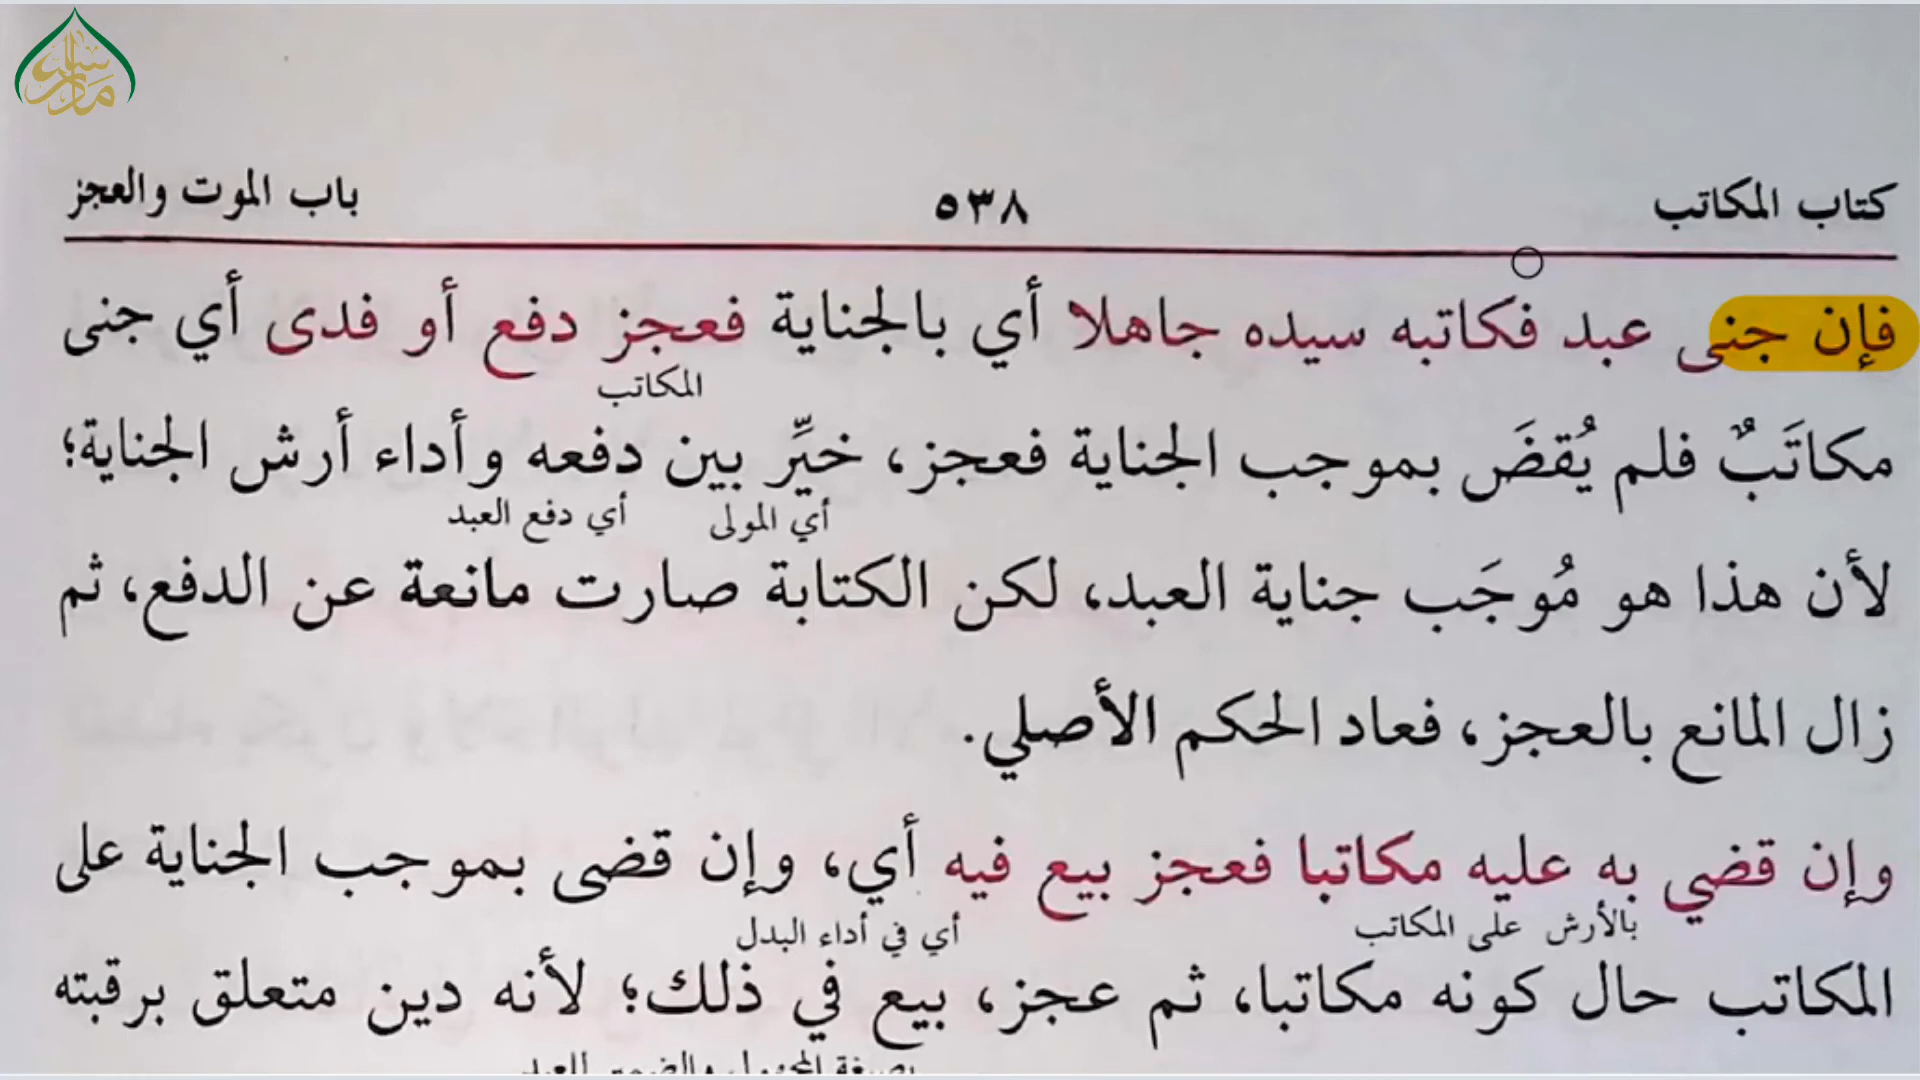 كتاب المكاتب ٥٣٨ باب الموت والعجز
فإن جنى عبد فكاتبه سيده جاهلا أي بالجناية فعجز دفع أو فدى أي جنى
المكاتب
مكاتَبٌ فلم يُقضَ بموجب الجناية فعجز، خيِّر بين دفعه وأداء أرش الجناية؛
أي المولى أي دفع العبد
لأن هذا هو مُوجَب جناية العبد، لكن الكتابة صارت مانعة عن الدفع، ثم
زال المانع بالعجز، فعاد الحكم الأصلي.
وإن قضي به عليه مكاتبا فعجز بيع فيه أي، وإن قضى بموجب الجناية على
بالأرش على المكاتب أي في أداء البدل
المكاتب حال كونه مكاتبا، ثم عجز، بيع في ذلك؛ لأنه دين متعلق برقبته